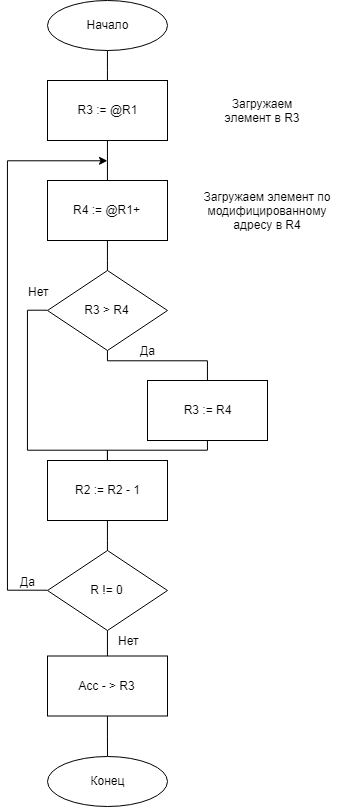 Начало
R3 := @R1
Загружаем
элемент в R3
R4 := @R1+
Загружаем элемент по
модифицированному
адресу в R4
Нет
R3 > R4
Да
R3 := R4
R2 := R2 - 1
R != 0
Да
Нет
Acc - > R3
Конец